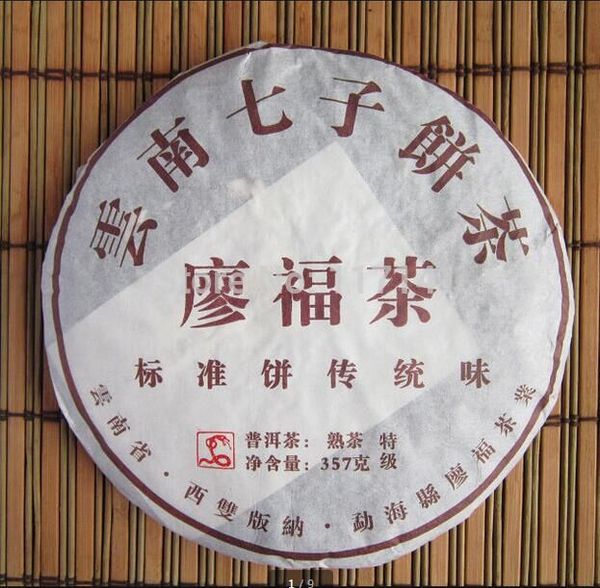 雲南七子餅茶
廖福茶
标准饼传统味
普洱茶：熟茶 特
净含量：357克 级
雲南省·西雙版納·勐海縣廖福茶業
1 / 9